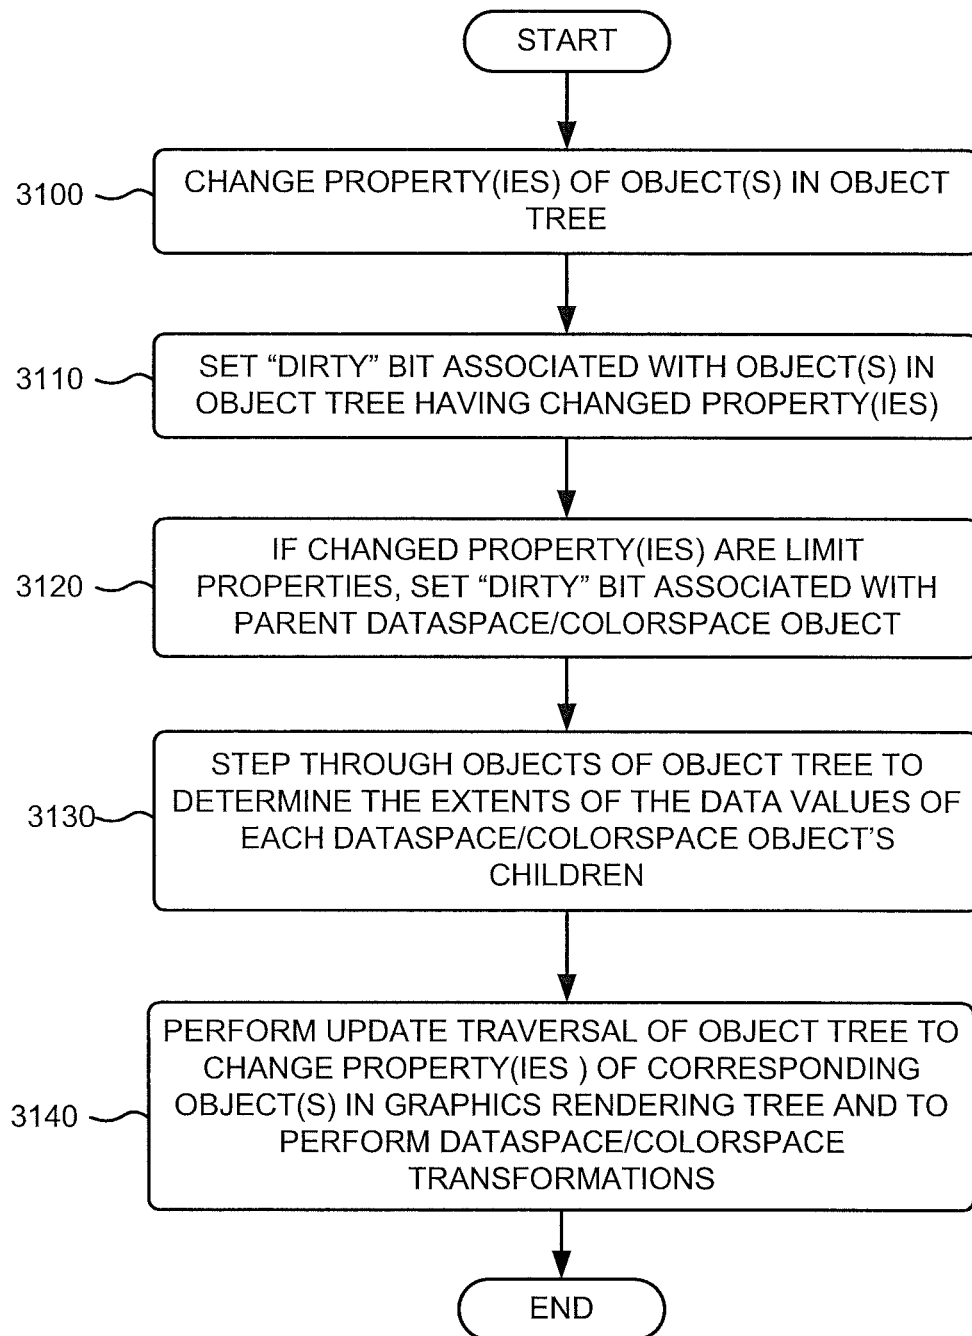 START
3100
CHANGE PROPERTY(IES) OF OBJECT(S) IN OBJECT
TREE
3110
SET “DIRTY” BIT ASSOCIATED WITH OBJECT(S) IN
OBJECT TREE HAVING CHANGED PROPERTY(IES)
3120
IF CHANGED PROPERTY(IES) ARE LIMIT
PROPERTIES, SET “DIRTY” BIT ASSOCIATED WITH
PARENT DATASPACE/COLORSPACE OBJECT
3130
STEP THROUGH OBJECTS OF OBJECT TREE TO
DETERMINE THE EXTENTS OF THE DATA VALUES OF
EACH DATASPACE/COLORSPACE OBJECT’S
CHILDREN
3140
PERFORM UPDATE TRAVERSAL OF OBJECT TREE TO
CHANGE PROPERTY(IES ) OF CORRESPONDING
OBJECT(S) IN GRAPHICS RENDERING TREE AND TO
PERFORM DATASPACE/COLORSPACE
TRANSFORMATIONS
END